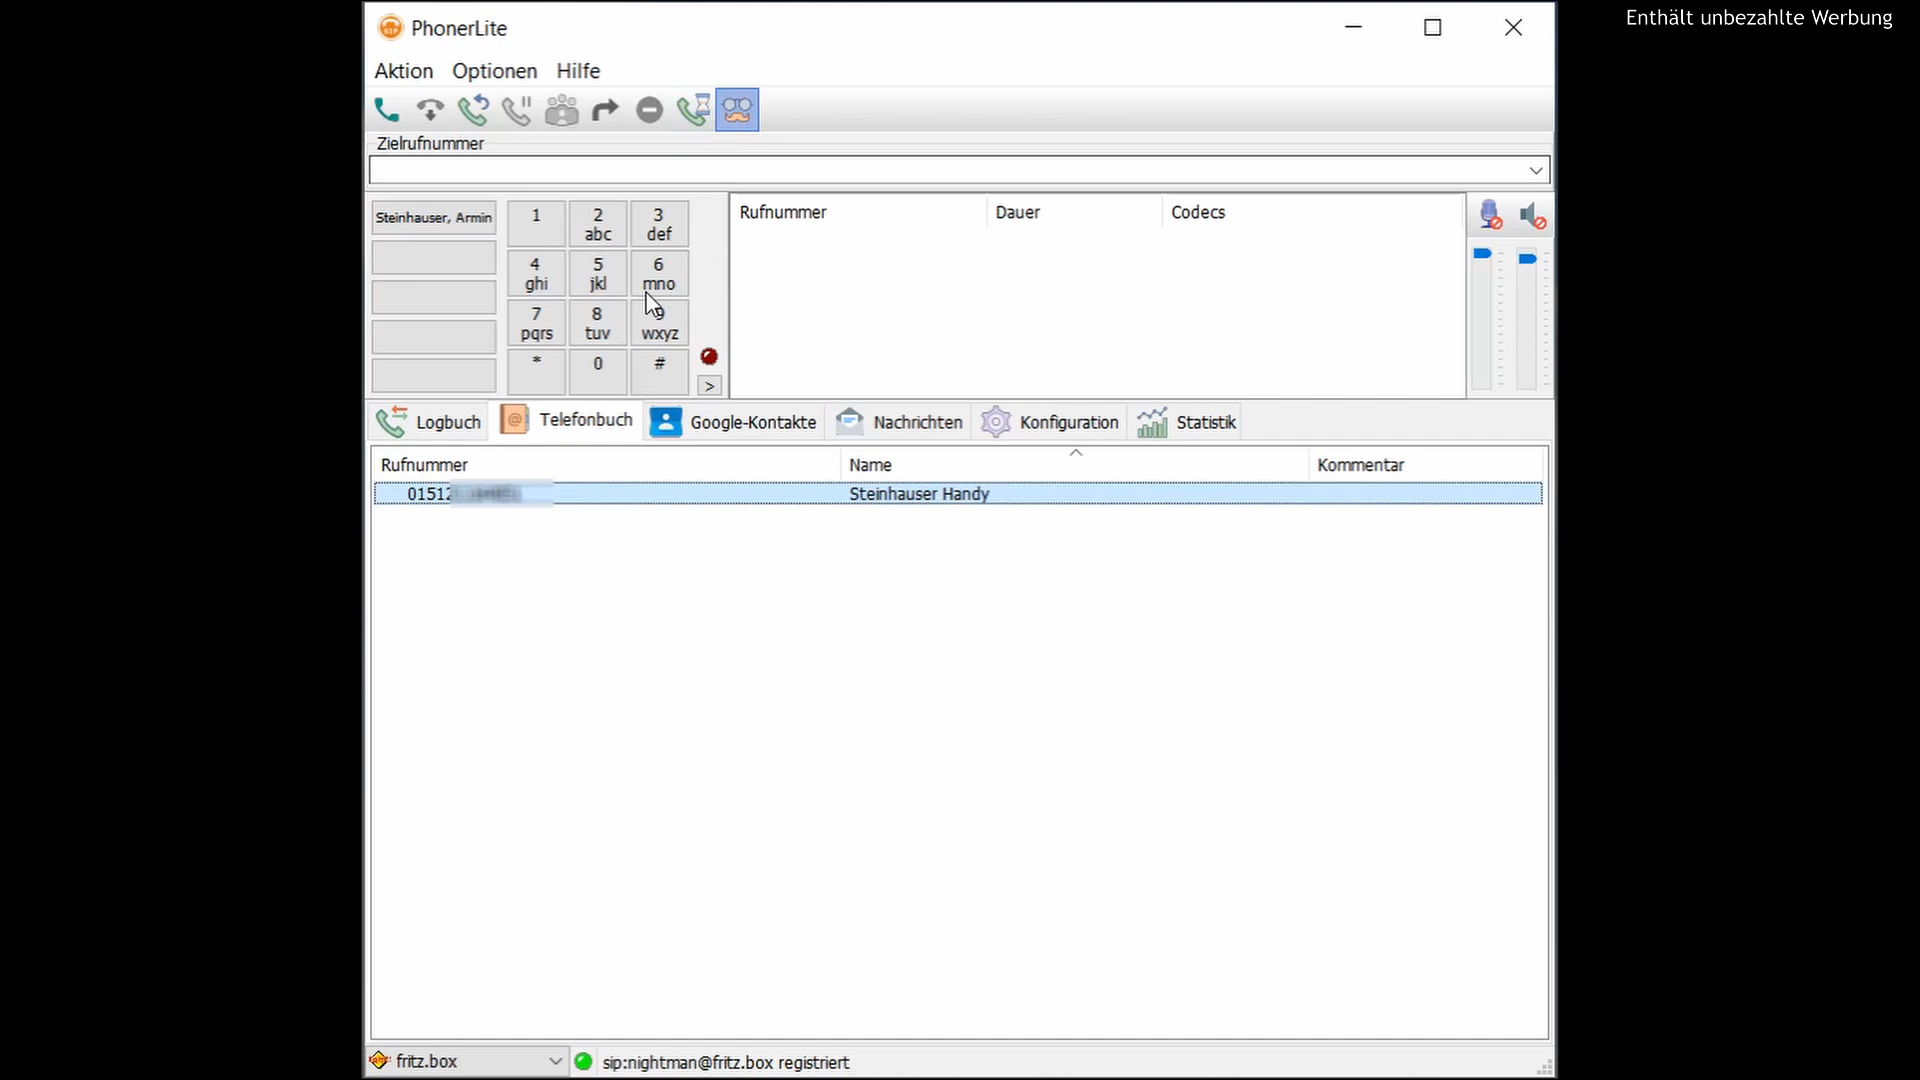 Enthält unbezahlte Werbung
PhonerLite
Aktion Optionen Hilfe
Zielrufnummer
Steinhauser, Armin
1 2 abc 3 def
4 ghi 5 jkl 6 mno
7 pqrs 8 tuv 9 wxyz
* 0 #
>
Rufnummer Dauer Codecs
Logbuch Telefonbuch Google-Kontakte Nachrichten Konfiguration Statistik
Rufnummer Name Kommentar
01512 Steinhauser Handy
fritz.box sip:nightman@fritz.box registriert